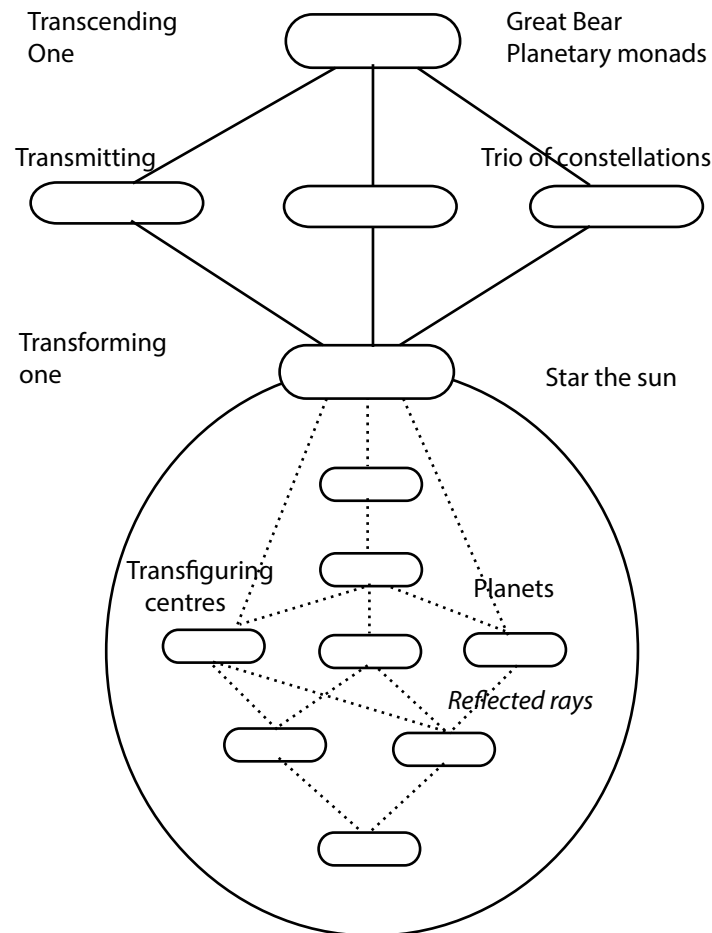 Transcending
One
Great Bear
Planetary monads
Transmitting
Trio of constellations
Transforming
one
Star the sun
Transfiguring
centres
Planets
Reflected rays